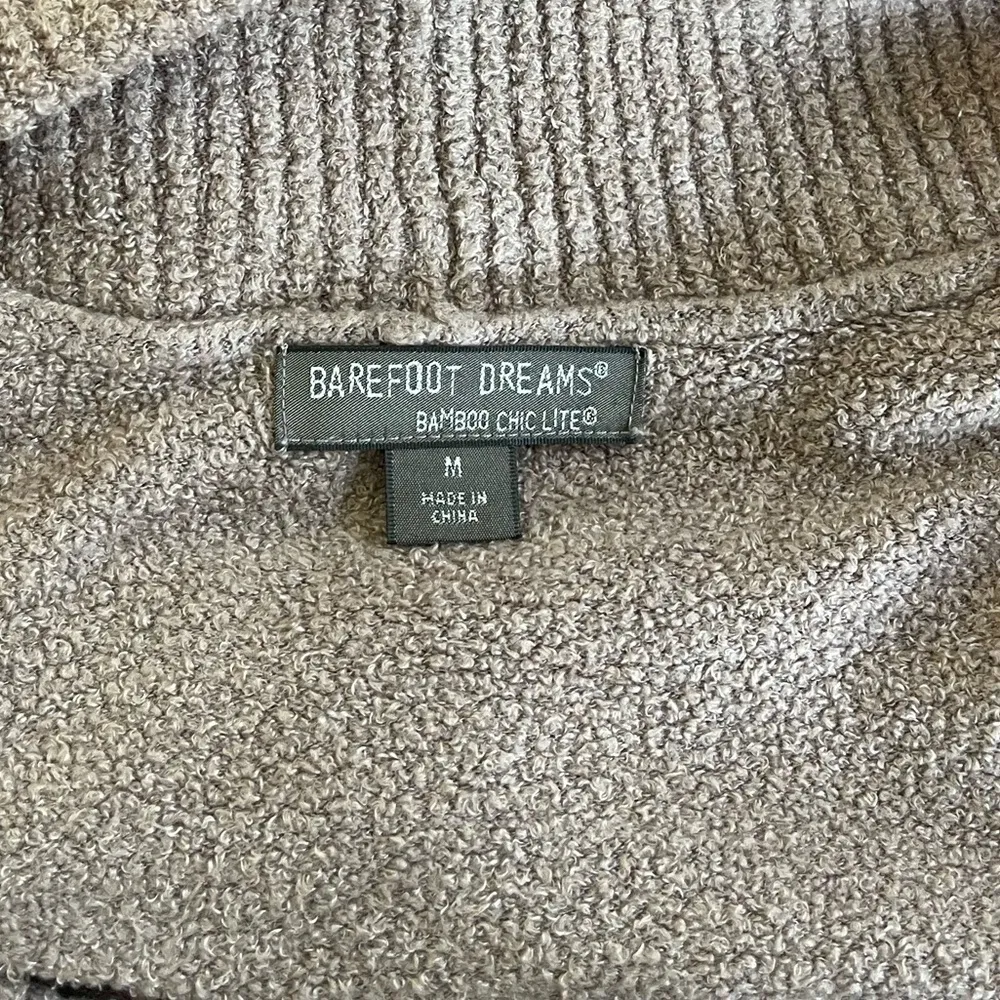 BAREFOOT DREAMS®
BAMBOO CHIC LITE®
M
MADE IN
CHINA